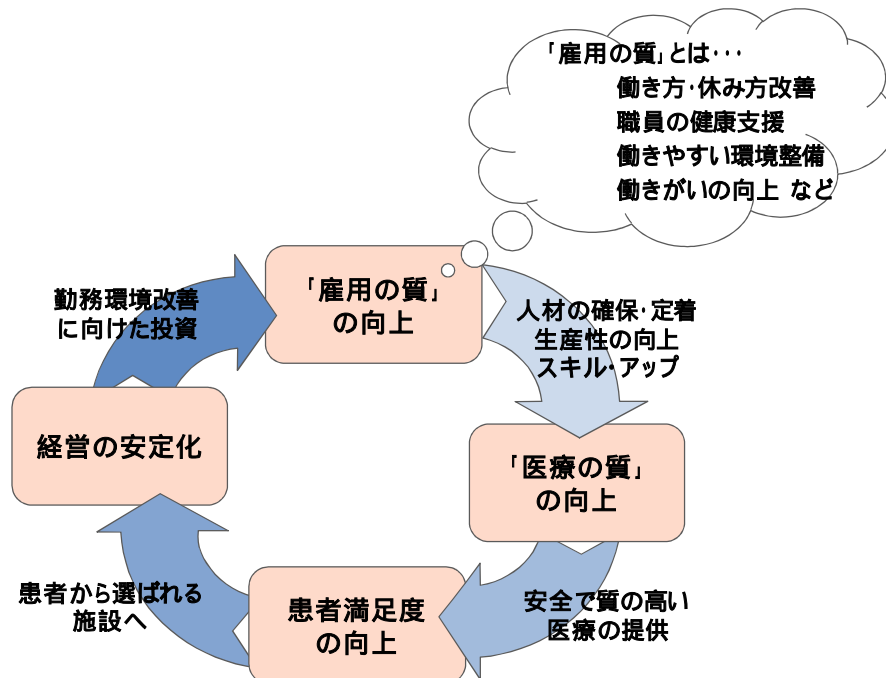 「雇用の質」とは・・・
働き方・休み方改善
職員の健康支援
働きやすい環境整備
働きがいの向上 など
「雇用の質」
の向上
人材の確保・定着
生産性の向上
スキル・アップ
「医療の質」
の向上
安全で質の高い
医療の提供
患者満足度
の向上
患者から選ばれる
施設へ
経営の安定化
勤務環境改善
に向けた投資